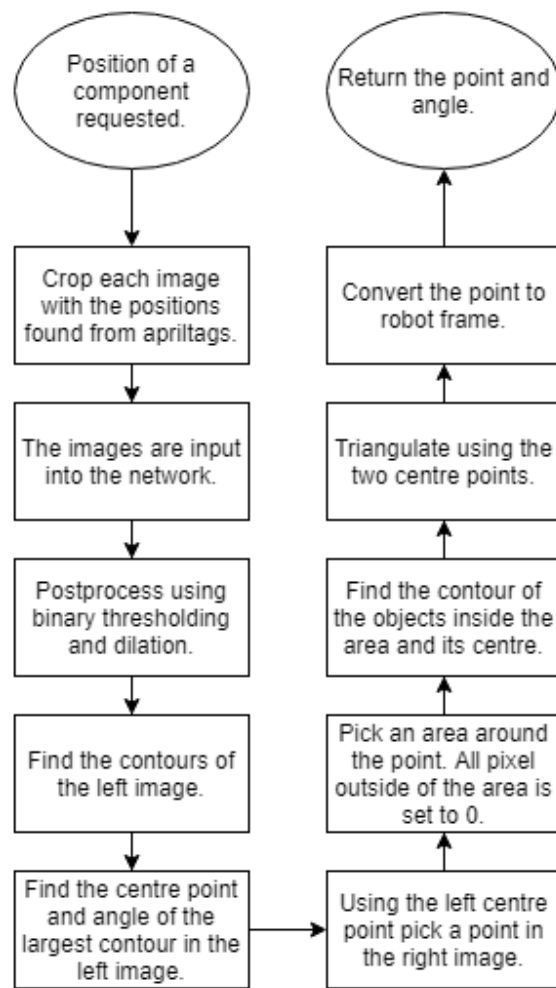 Position of a
component
requested.
Crop each image
with the positions
found from apriltags.
The images are input
into the network.
Postprocess using
binary thresholding
and dilation.
Find the contours of
the left image.
Find the centre point
and angle of the
largest contour in the
left image.
Using the left centre
point pick a point in
the right image.
Pick an area around
the point. All pixel
outside of the area is
set to 0.
Find the contour of
the objects inside the
area and its centre.
Triangulate using the
two centre points.
Convert the point to
robot frame.
Return the point and
angle.